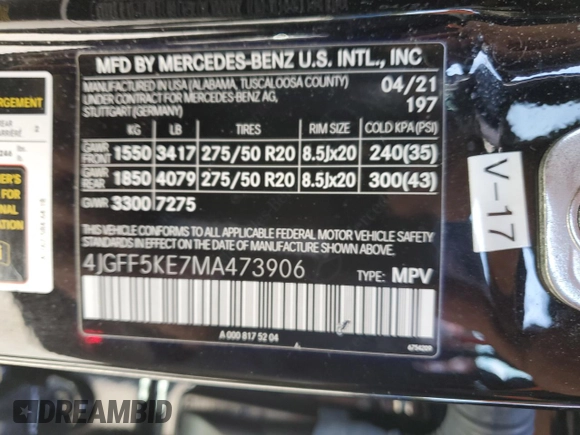 MFD BY MERCEDES-BENZ U.S. INTL., INC
MANUFACTURED IN USA (ALABAMA, TUSCALOOSA COUNTY) 04/21
UNDER CONTRACT FOR MERCEDES-BENZ AG, 197
STUTTGART (GERMANY)
KG LB TIRES RIM SIZE COLD KPA (PSI)
GAWR FRONT 1550 3417 275/50 R20 8.5Jx20 240(35)
GAWR REAR 1850 4079 275/50 R20 8.5Jx20 300(43)
GWR 3300 7275
THIS VEHICLE CONFORMS TO ALL APPLICABLE FEDERAL MOTOR VEHICLE SAFETY AND THEFT PREVENTION STANDARDS IN EFFECT ON THE DATE OF MANUFACTURE SHOWN ABOVE.
4JGFF5KE7MA473906 TYPE: MPV
A 000 817 52 04
V-17
DREAMBID